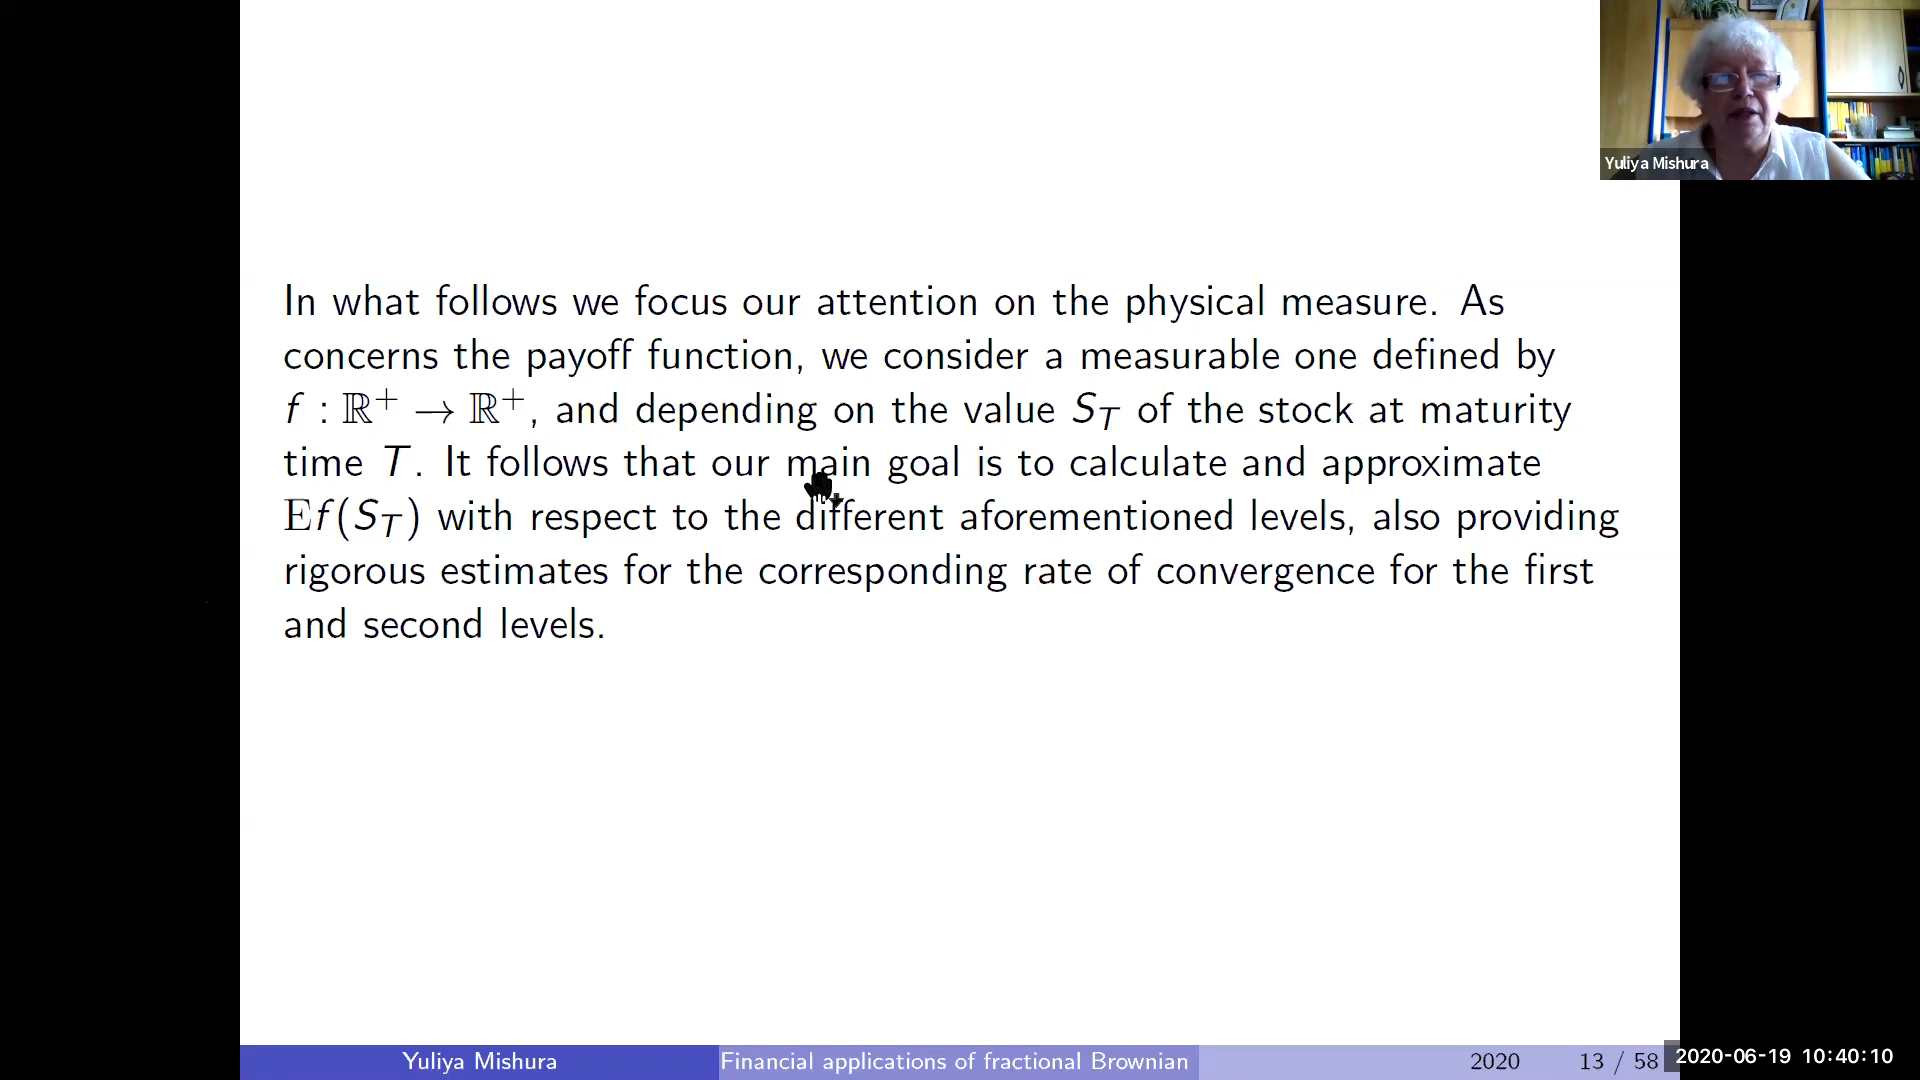 Yuliya Mishura
In what follows we focus our attention on the physical measure. As
concerns the payoff function, we consider a measurable one defined by
f : ℝ⁺ → ℝ⁺, and depending on the value S_T of the stock at maturity
time T. It follows that our main goal is to calculate and approximate
Ef(S_T) with respect to the different aforementioned levels, also providing
rigorous estimates for the corresponding rate of convergence for the first
and second levels.
Yuliya Mishura
Financial applications of fractional Brownian
2020
13 / 58
2020-06-19 10:40:10